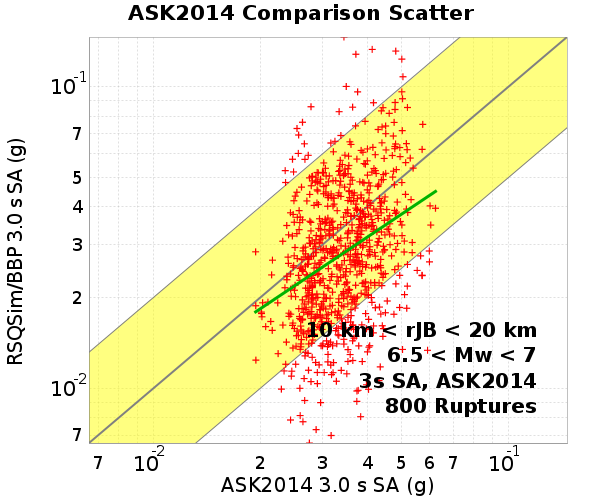 ASK2014 Comparison Scatter
RSQSim/BBP 3.0 s SA (g)
10⁻¹
7
5
4
3
2
10⁻²
7
10 km < rJB < 20 km
6.5 < Mw < 7
3s SA, ASK2014
800 Ruptures
7 10⁻² 2 3 4 5 6 7 10⁻¹
ASK2014 3.0 s SA (g)